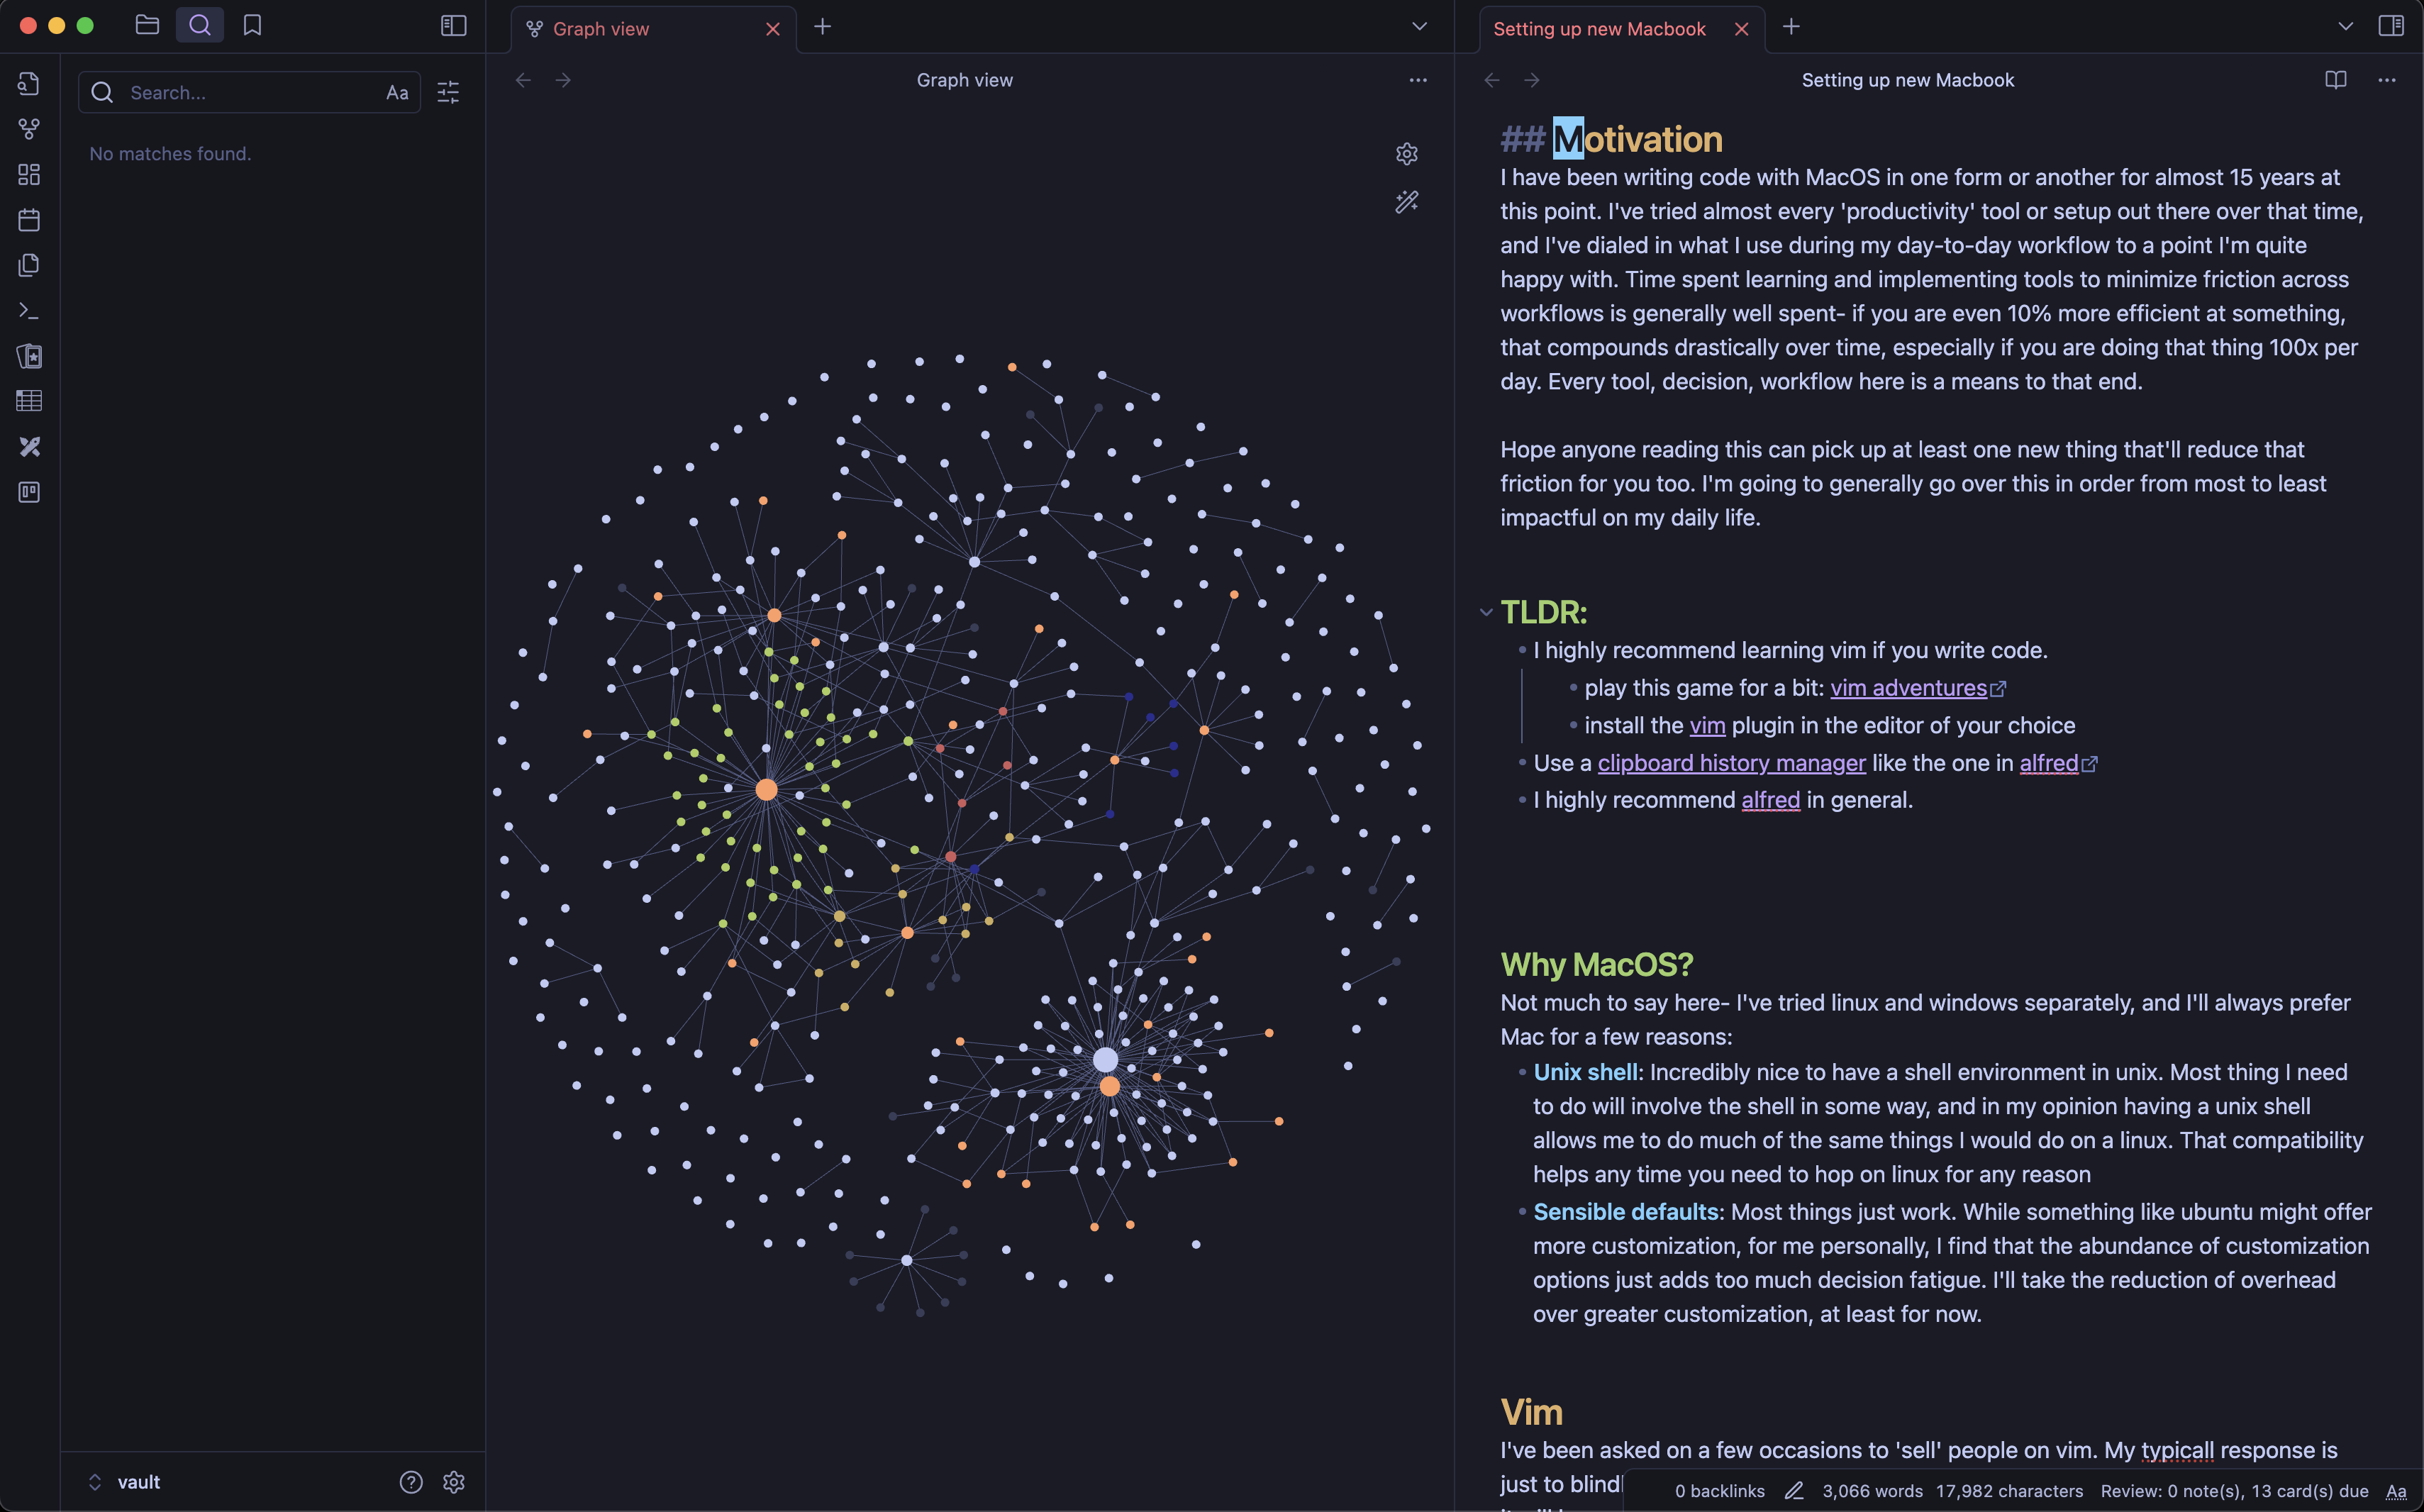 Graph view
Setting up new Macbook
Search...
Aa
No matches found.
Graph view
Setting up new Macbook
## Motivation
I have been writing code with MacOS in one form or another for almost 15 years at
this point. I've tried almost every 'productivity' tool or setup out there over that time,
and I've dialed in what I use during my day-to-day workflow to a point I'm quite
happy with. Time spent learning and implementing tools to minimize friction across
workflows is generally well spent- if you are even 10% more efficient at something,
that compounds drastically over time, especially if you are doing that thing 100x per
day. Every tool, decision, workflow here is a means to that end.
Hope anyone reading this can pick up at least one new thing that'll reduce that
friction for you too. I'm going to generally go over this in order from most to least
impactful on my daily life.
TLDR:
I highly recommend learning vim if you write code.
play this game for a bit: vim adventures
install the vim plugin in the editor of your choice
Use a clipboard history manager like the one in alfred
I highly recommend alfred in general.
Why MacOS?
Not much to say here- I've tried linux and windows separately, and I'll always prefer
Mac for a few reasons:
Unix shell: Incredibly nice to have a shell environment in unix. Most thing I need
to do will involve the shell in some way, and in my opinion having a unix shell
allows me to do much of the same things I would do on a linux. That compatibility
helps any time you need to hop on linux for any reason
Sensible defaults: Most things just work. While something like ubuntu might offer
more customization, for me personally, I find that the abundance of customization
options just adds too much decision fatigue. I'll take the reduction of overhead
over greater customization, at least for now.
Vim
I've been asked on a few occasions to 'sell' people on vim. My typicall response is
just to blindl
vault
0 backlinks 3,066 words 17,982 characters Review: 0 note(s), 13 card(s) due Aa